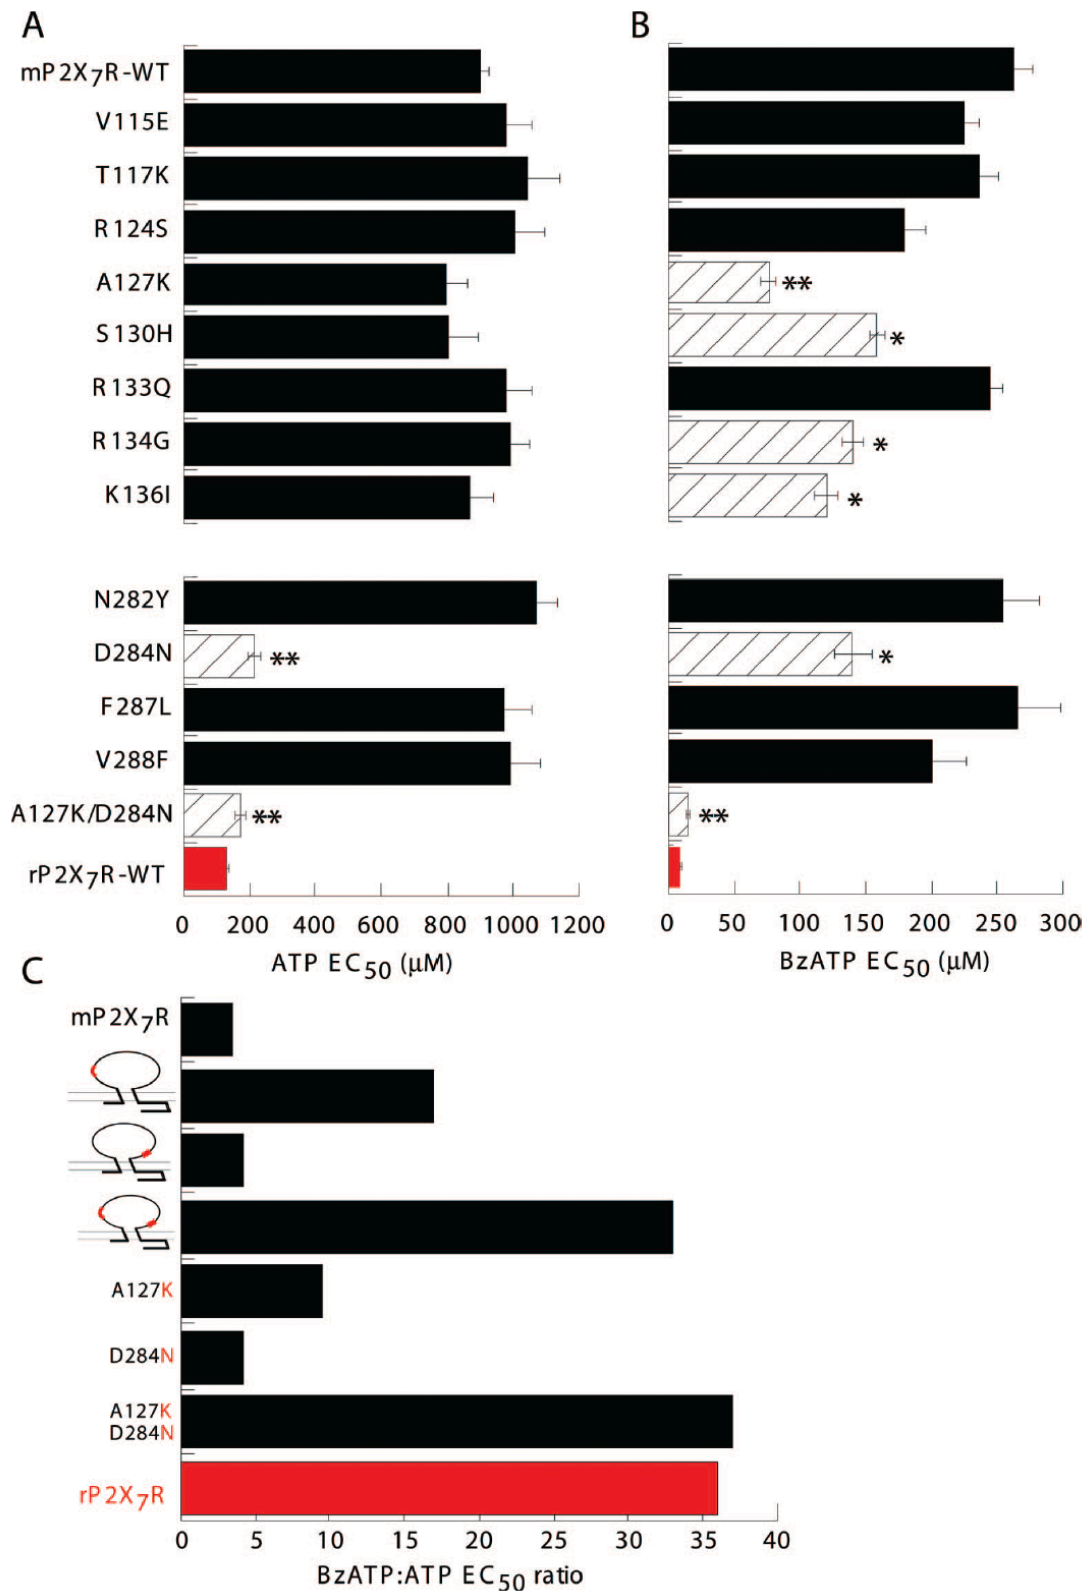 A
B
mP2X7R-WT
V115E
T117K
R124S
A127K
**
S130H
*
R133Q
R134G
*
K136I
*
N282Y
D284N
**
*
F287L
V288F
A127K/D284N
**
**
rP2X7R-WT
0 200 400 600 800 1000 1200
0 50 100 150 200 250 300
ATP EC50 (μM)
BzATP EC50 (μM)
C
mP2X7R
A127K
D284N
A127K
D284N
rP2X7R
0 5 10 15 20 25 30 35 40
BzATP:ATP EC50 ratio